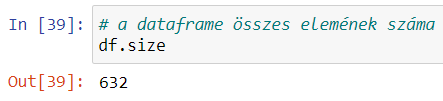 In [39]: # a dataframe összes elemének száma
df.size
Out[39]: 632